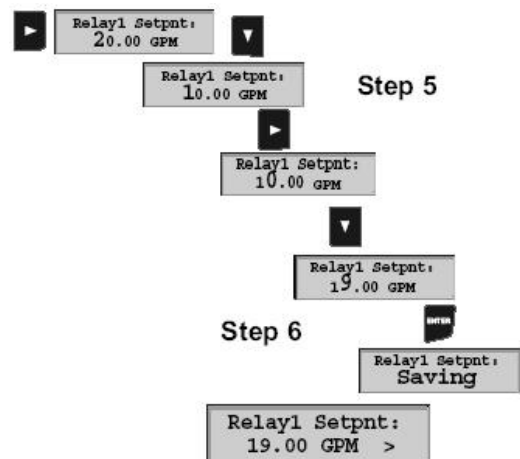 Relay1 Setpnt:
20.00 GPM
Relay1 Setpnt:
10.00 GPM
Step 5
Relay1 Setpnt:
10.00 GPM
Relay1 Setpnt:
19.00 GPM
Step 6
ENTER
Relay1 Setpnt:
Saving
Relay1 Setpnt:
19.00 GPM >